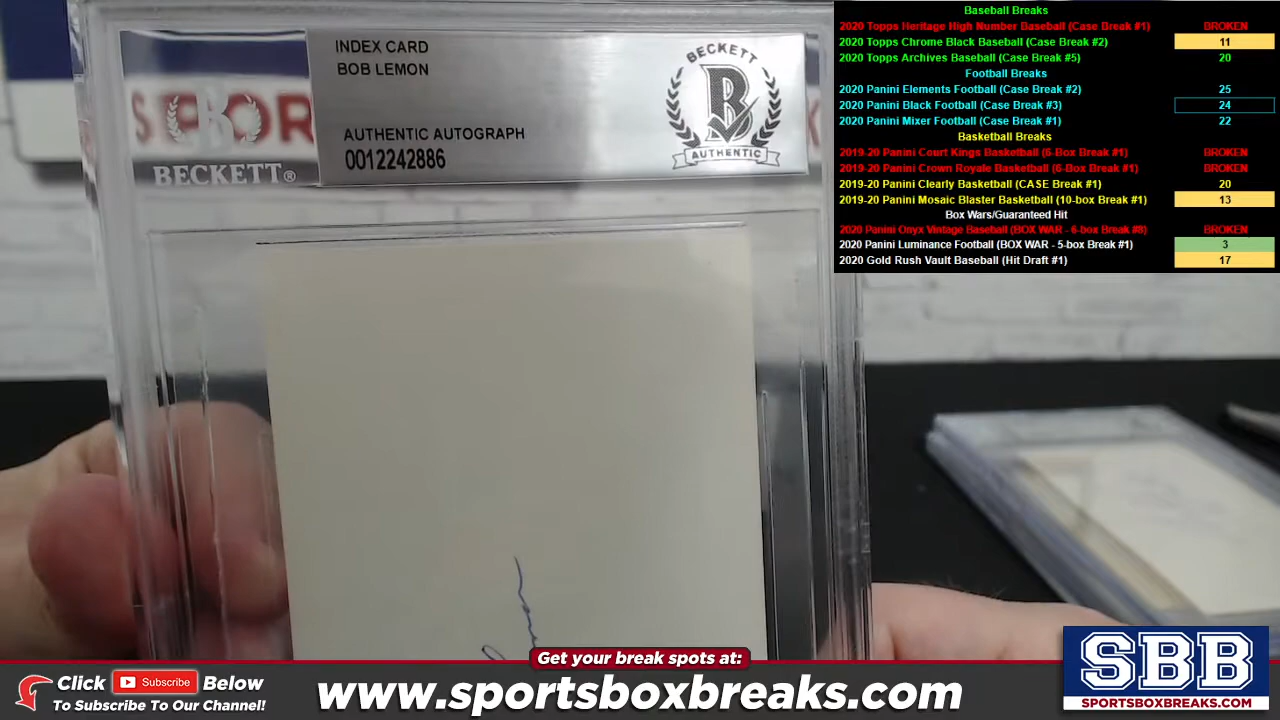 INDEX CARD
BOB LEMON
AUTHENTIC AUTOGRAPH
0012242886
BECKETT
B
AUTHENTIC
SPOR
BECKETT®
Baseball Breaks
2020 Topps Heritage High Number Baseball (Case Break #1) BROKEN
2020 Topps Chrome Black Baseball (Case Break #2) 11
2020 Topps Archives Baseball (Case Break #5) 20
Football Breaks
2020 Panini Elements Football (Case Break #2) 25
2020 Panini Black Football (Case Break #3) 24
2020 Panini Mixer Football (Case Break #1) 22
Basketball Breaks
2019-20 Panini Court Kings Basketball (6-Box Break #1) BROKEN
2019-20 Panini Crown Royale Basketball (6-Box Break #1) BROKEN
2019-20 Panini Clearly Basketball (CASE Break #1) 20
2019-20 Panini Mosaic Blaster Basketball (10-box Break #1) 13
Box Wars/Guaranteed Hit
2020 Panini Onyx Vintage Baseball (BOX WAR - 6-box Break #8) BROKEN
2020 Panini Luminance Football (BOX WAR - 5-box Break #1) 3
2020 Gold Rush Vault Baseball (Hit Draft #1) 17
Get your break spots at:
Click Subscribe Below
To Subscribe To Our Channel!
www.sportsboxbreaks.com
SBB
SPORTSBOXBREAKS.COM